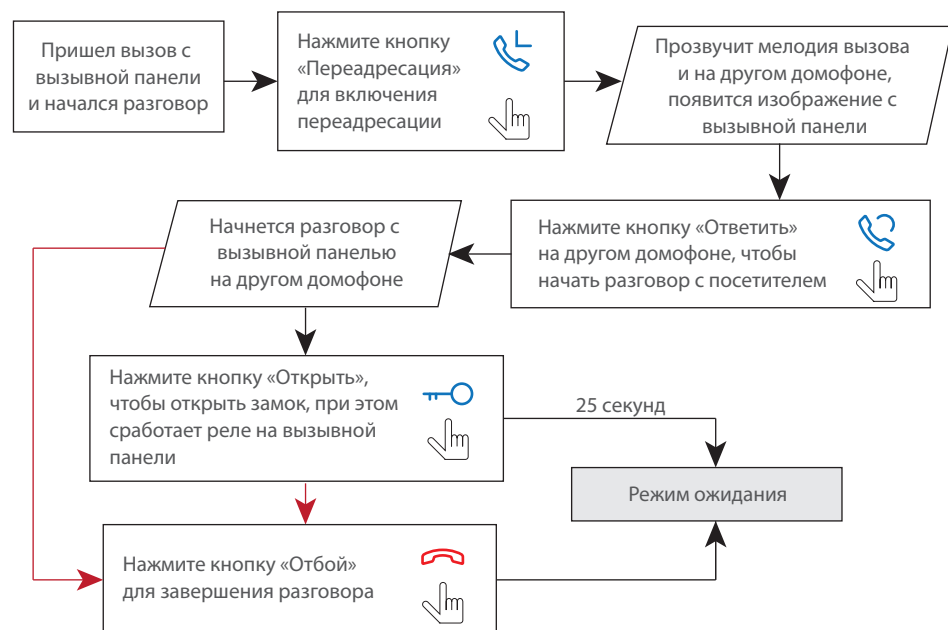 Пришел вызов с
вызывной панели
и начался разговор
Нажмите кнопку
«Переадресация»
для включения
переадресации
Прозвучит мелодия вызова
и на другом домофоне,
появится изображение с
вызывной панели
Нажмите кнопку «Ответить»
на другом домофоне, чтобы
начать разговор с посетителем
Начнется разговор с
вызывной панелью
на другом домофоне
Нажмите кнопку «Открыть»,
чтобы открыть замок, при этом
сработает реле на вызывной
панели
25 секунд
Режим ожидания
Нажмите кнопку «Отбой»
для завершения разговора